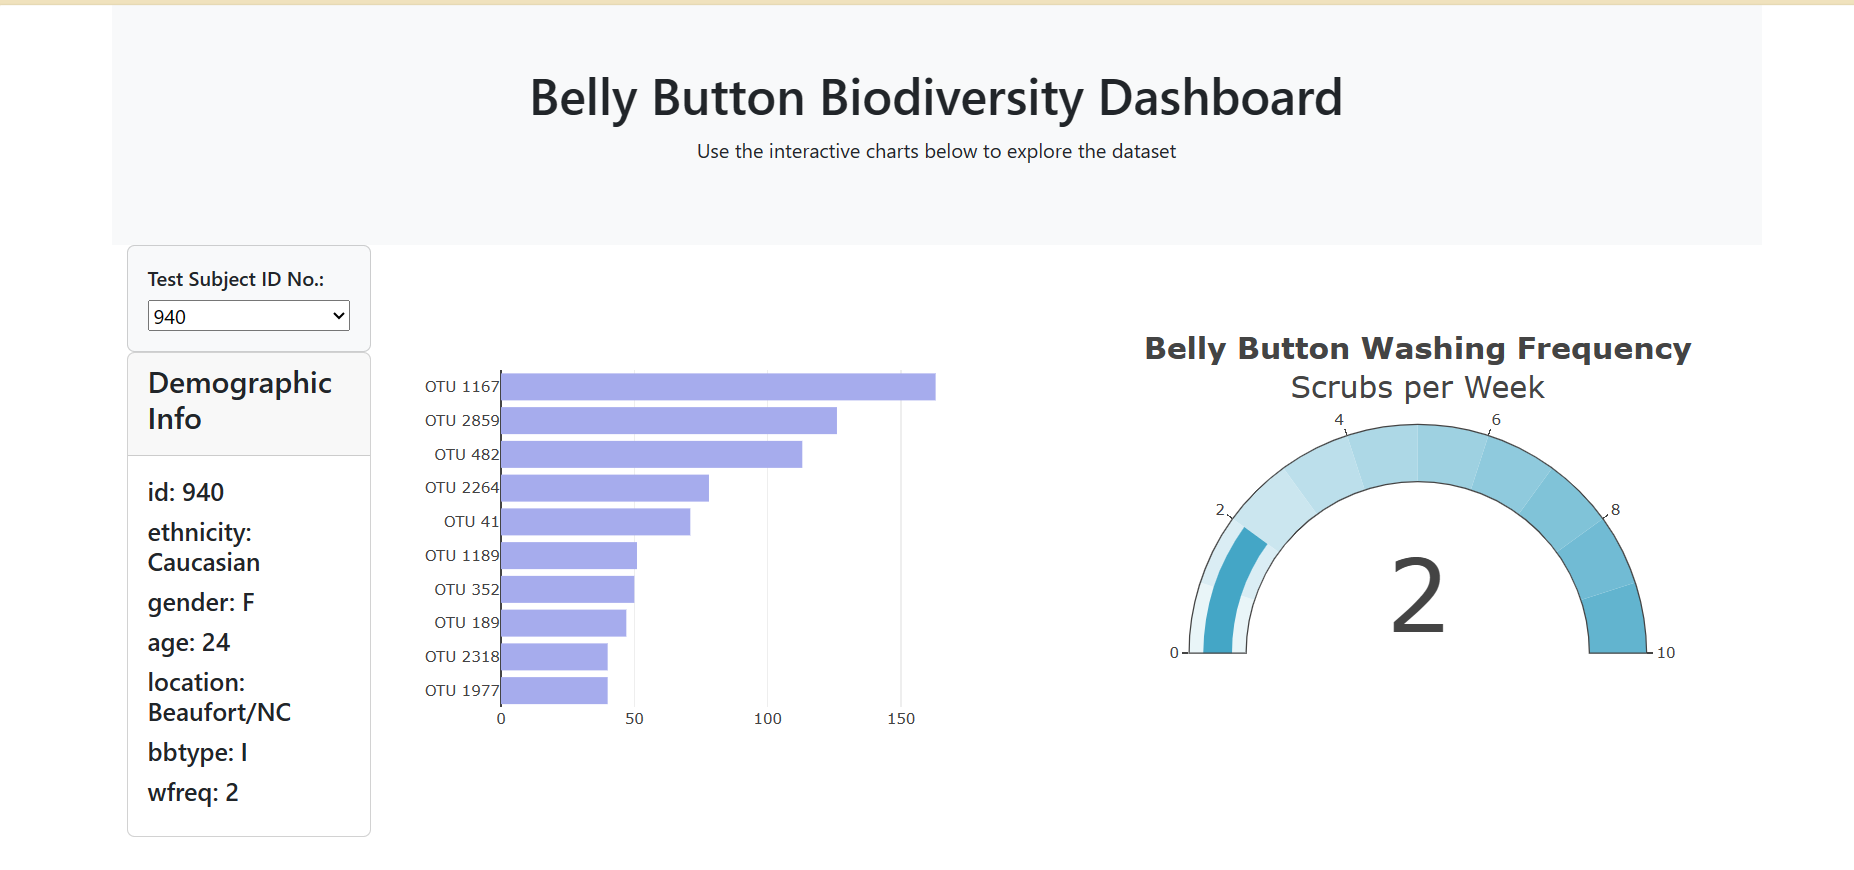 Belly Button Biodiversity Dashboard
Use the interactive charts below to explore the dataset
Test Subject ID No.:
940
Demographic
Info
id: 940
ethnicity:
Caucasian
gender: F
age: 24
location:
Beaufort/NC
bbtype: I
wfreq: 2
OTU 1167
OTU 2859
OTU 482
OTU 2264
OTU 41
OTU 1189
OTU 352
OTU 189
OTU 2318
OTU 1977
0 50 100 150
Belly Button Washing Frequency
Scrubs per Week
4 6
2 8
2
0 10